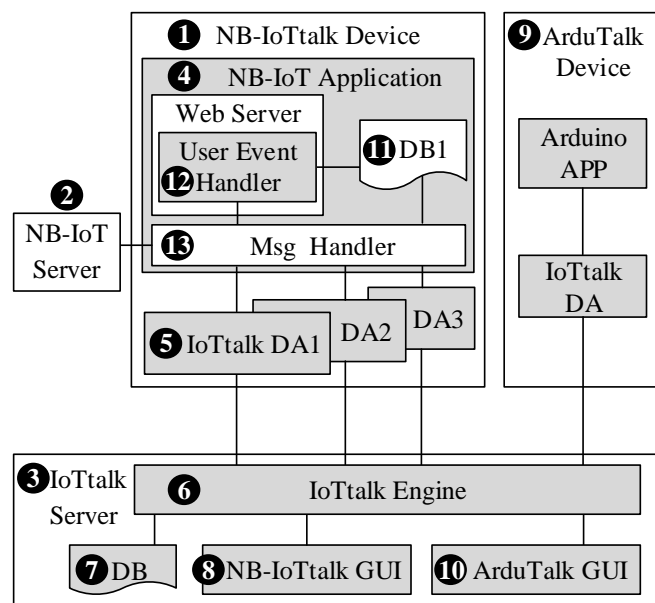 1 NB-IoTtalk Device
4 NB-IoT Application
Web Server
User Event
12 Handler
11 DB1
2
NB-IoT
Server
13 Msg Handler
5 IoTtalk DA1
DA2
DA3
9 ArduTalk
Device
Arduino
APP
IoTtalk
DA
3 IoTtalk
Server
6 IoTtalk Engine
7 DB
8 NB-IoTtalk GUI
10 ArduTalk GUI